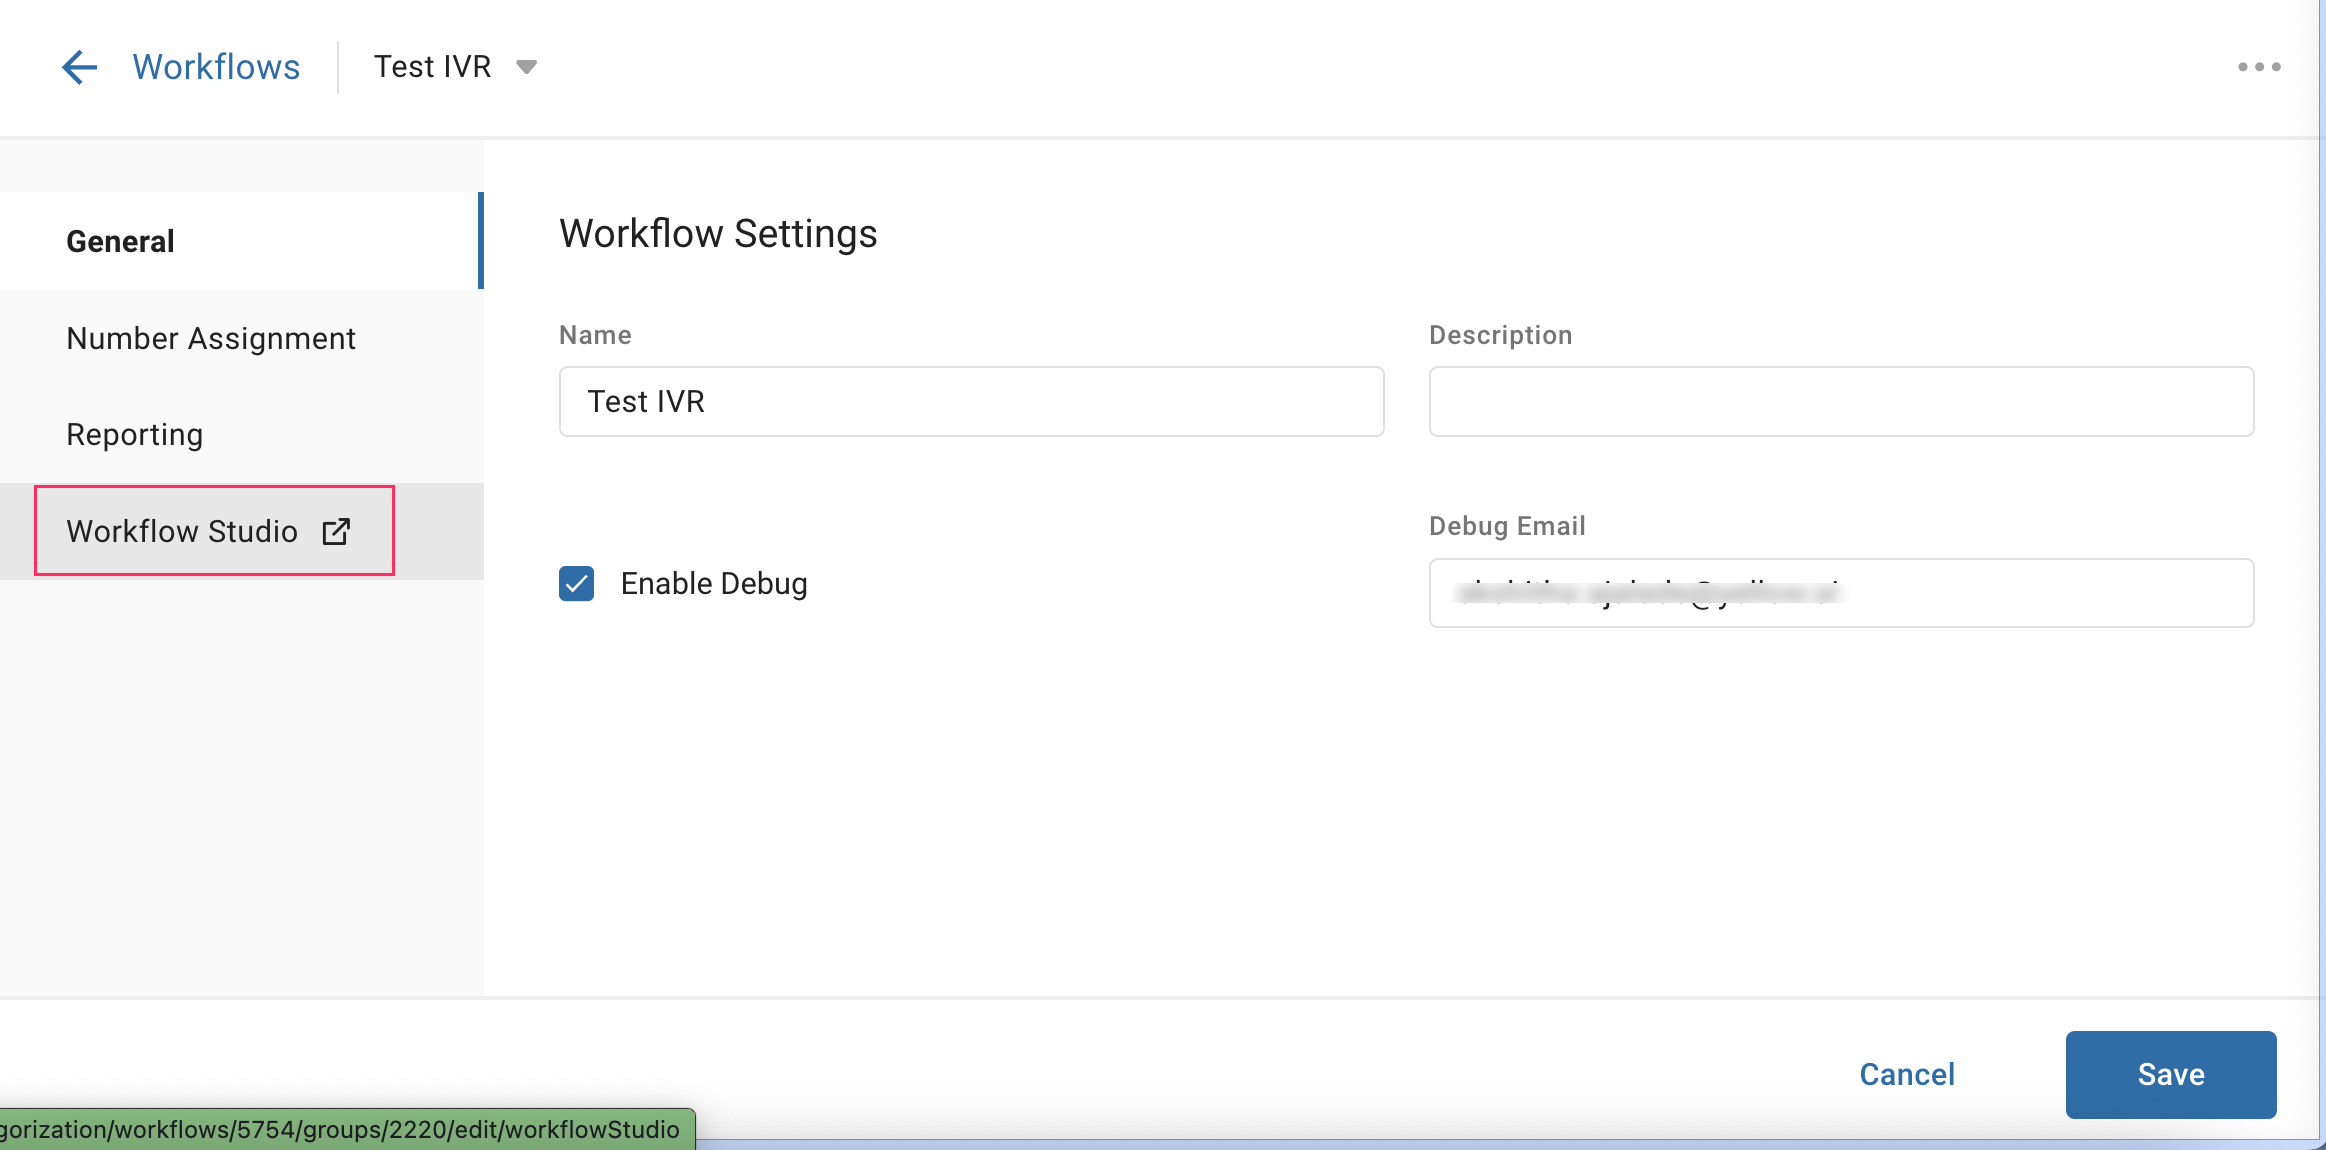 Workflows
Test IVR
General
Number Assignment
Reporting
Workflow Studio
Workflow Settings
Name
Description
Test IVR
Enable Debug
Debug Email
Cancel
Save
gorization/workflows/5754/groups/2220/edit/workflowStudio